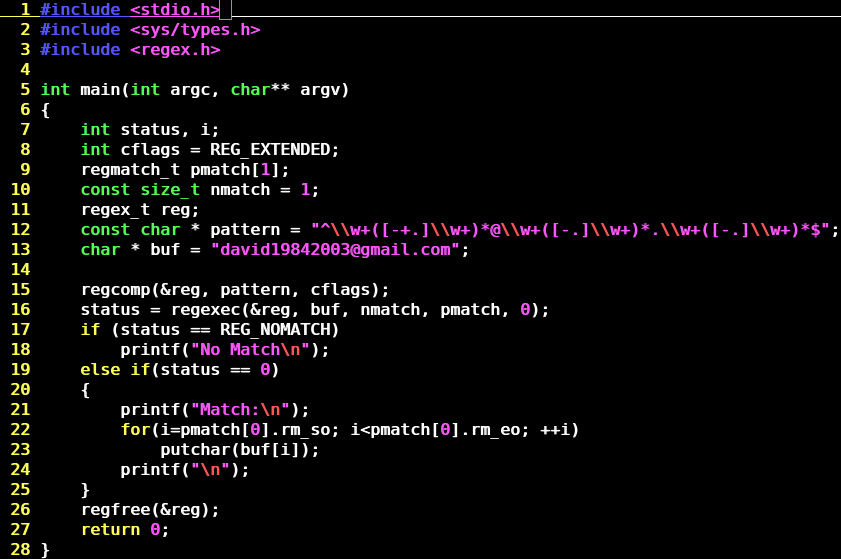 1 #include <stdio.h>
2 #include <sys/types.h>
3 #include <regex.h>
4
5 int main(int argc, char** argv)
6 {
7     int status, i;
8     int cflags = REG_EXTENDED;
9     regmatch_t pmatch[1];
10     const size_t nmatch = 1;
11     regex_t reg;
12     const char * pattern = "^\\w+([-+.]\\w+)*@\\w+([-.]\\w+)*.\\w+([-.]\\w+)*$";
13     char * buf = "david19842003@gmail.com";
14
15     regcomp(&reg, pattern, cflags);
16     status = regexec(&reg, buf, nmatch, pmatch, 0);
17     if (status == REG_NOMATCH)
18         printf("No Match\n");
19     else if(status == 0)
20     {
21         printf("Match:\n");
22         for(i=pmatch[0].rm_so; i<pmatch[0].rm_eo; ++i)
23             putchar(buf[i]);
24         printf("\n");
25     }
26     regfree(&reg);
27     return 0;
28 }